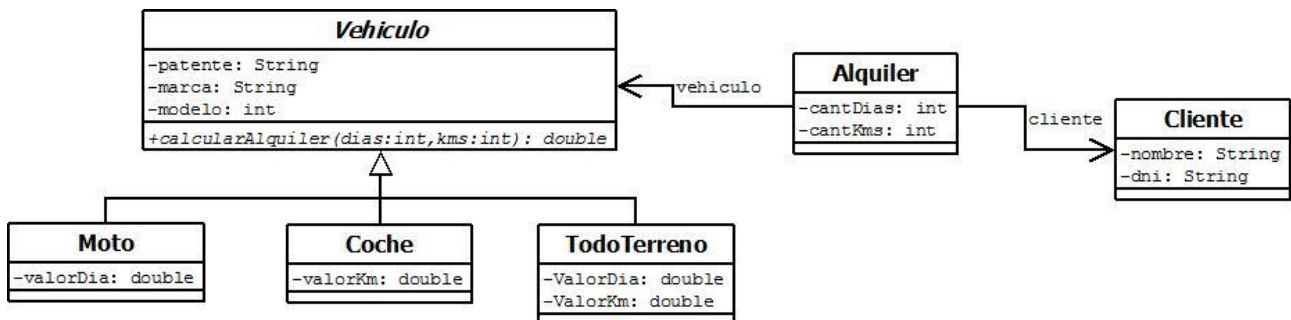 Vehiculo
-patente: String
-marca: String
-modelo: int
+calcularAlquiler(dias:int,kms:int): double
vehiculo
Alquiler
-cantDias: int
-cantKms: int
cliente
Cliente
-nombre: String
-dni: String
Moto
-valorDia: double
Coche
-valorKm: double
TodoTerreno
-ValorDia: double
-ValorKm: double